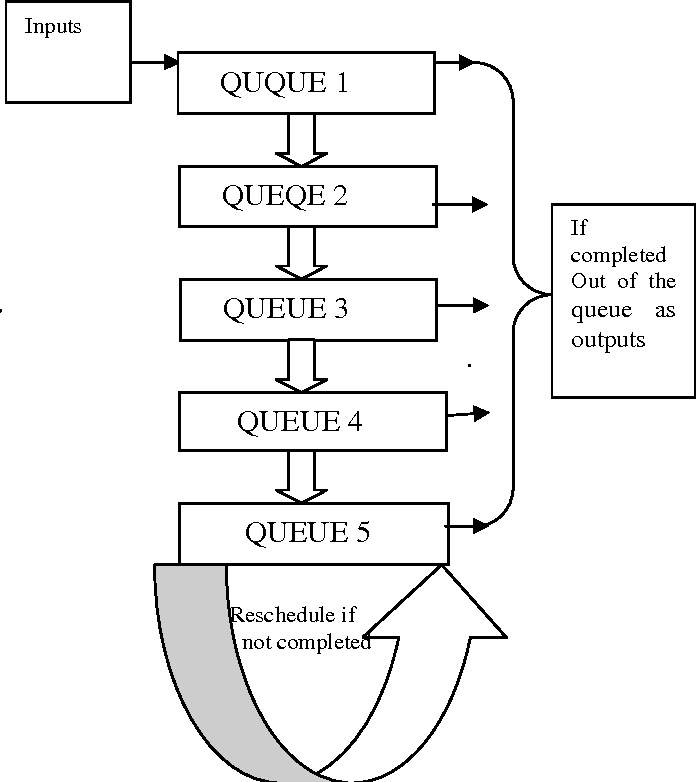 Inputs
QUQUE 1
QUEQE 2
QUEUE 3
QUEUE 4
QUEUE 5
If
completed
Out of the
queue as
outputs
Reschedule if
not completed